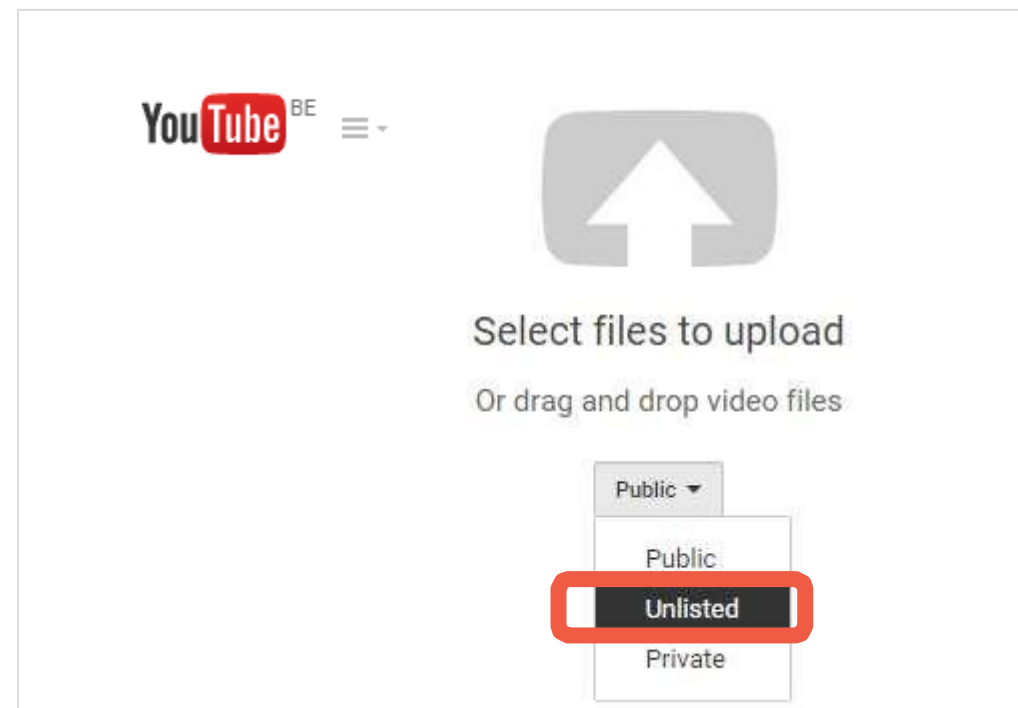 YouTube BE
Select files to upload
Or drag and drop video files
Public
Public
Unlisted
Private